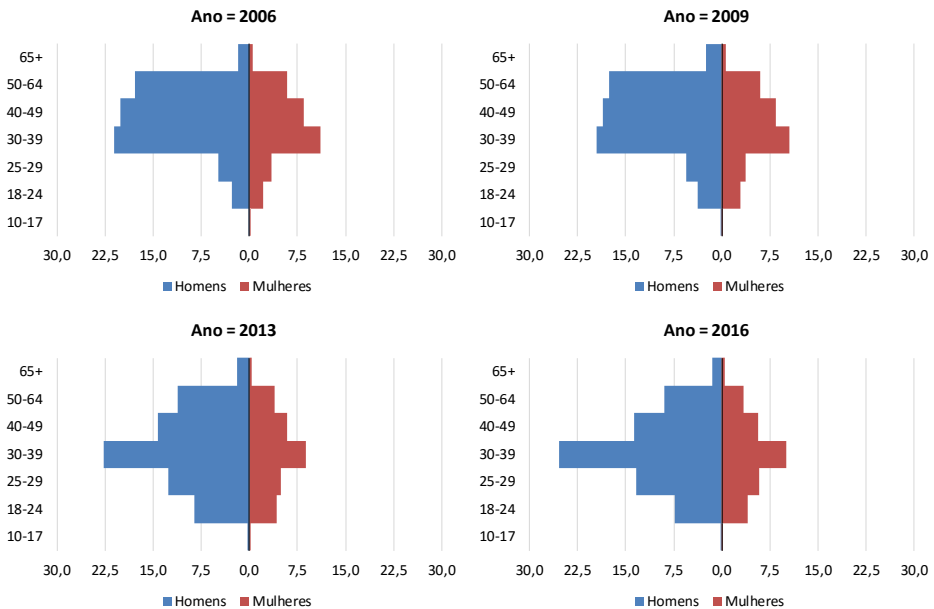 Ano = 2006
65+
50-64
40-49
30-39
25-29
18-24
10-17
30,0 22,5 15,0 7,5 0,0 7,5 15,0 22,5 30,0
Homens Mulheres
Ano = 2009
65+
50-64
40-49
30-39
25-29
18-24
10-17
30,0 22,5 15,0 7,5 0,0 7,5 15,0 22,5 30,0
Homens Mulheres
Ano = 2013
65+
50-64
40-49
30-39
25-29
18-24
10-17
30,0 22,5 15,0 7,5 0,0 7,5 15,0 22,5 30,0
Homens Mulheres
Ano = 2016
65+
50-64
40-49
30-39
25-29
18-24
10-17
30,0 22,5 15,0 7,5 0,0 7,5 15,0 22,5 30,0
Homens Mulheres